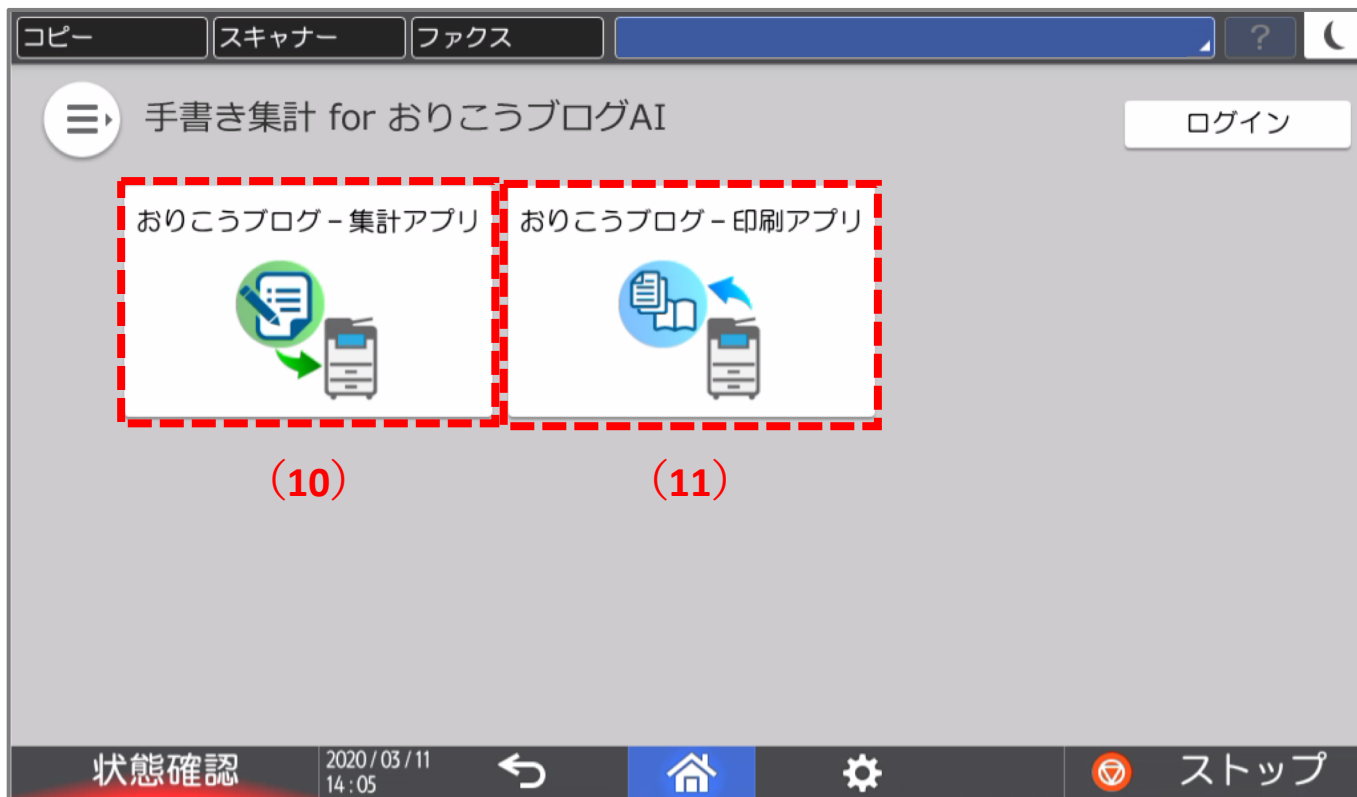 コピー
スキャナー
ファクス
?
手書き集計 for おりこうブログAI
ログイン
おりこうブログ – 集計アプリ
おりこうブログ – 印刷アプリ
（10）
（11）
状態確認
2020 / 03 / 11
14 : 05
ストップ